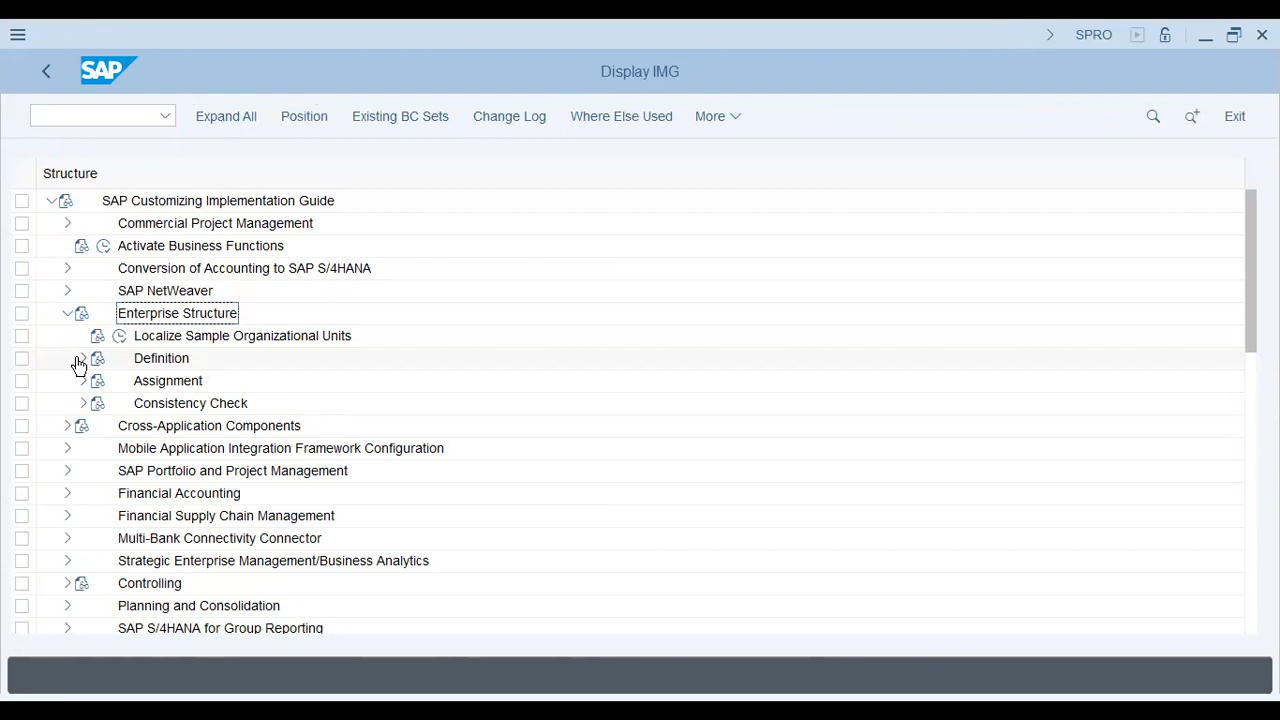 SPRO
SAP
Display IMG
Expand All Position Existing BC Sets Change Log Where Else Used More Exit
Structure
SAP Customizing Implementation Guide
Commercial Project Management
Activate Business Functions
Conversion of Accounting to SAP S/4HANA
SAP NetWeaver
Enterprise Structure
Localize Sample Organizational Units
Definition
Assignment
Consistency Check
Cross-Application Components
Mobile Application Integration Framework Configuration
SAP Portfolio and Project Management
Financial Accounting
Financial Supply Chain Management
Multi-Bank Connectivity Connector
Strategic Enterprise Management/Business Analytics
Controlling
Planning and Consolidation
SAP S/4HANA for Group Reporting